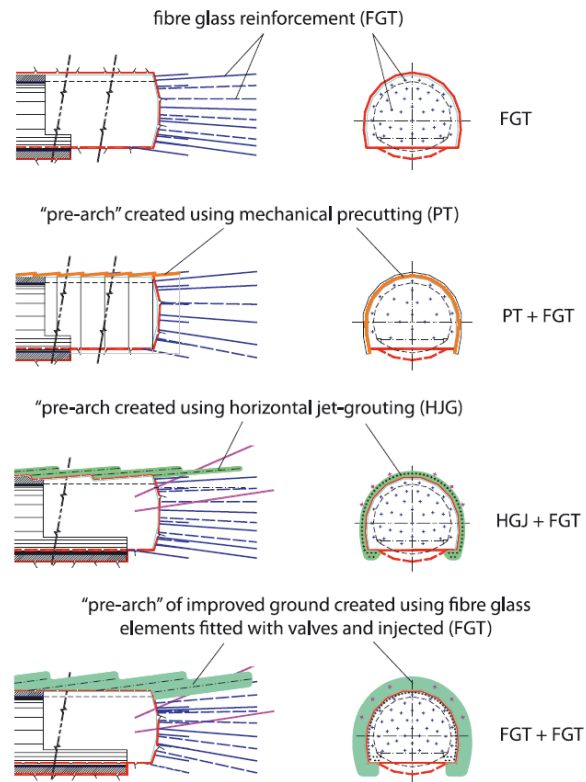 fibre glass reinforcement (FGT)
FGT
“pre-arch” created using mechanical precutting (PT)
PT + FGT
“pre-arch created using horizontal jet-grouting (HJG)
HGJ + FGT
“pre-arch” of improved ground created using fibre glass
elements fitted with valves and injected (FGT)
FGT + FGT